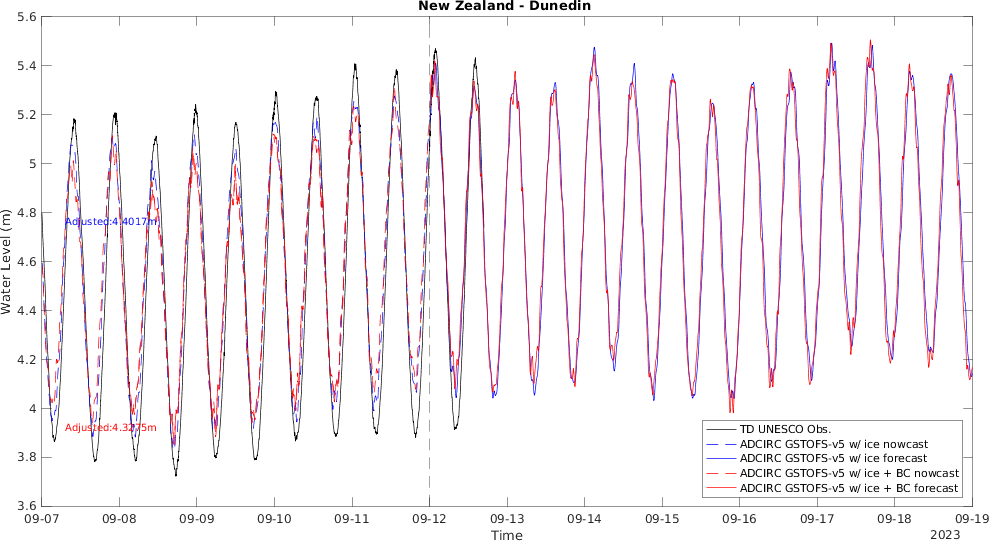 New Zealand - Dunedin
Water Level (m)
5.6
5.4
5.2
5
4.8
4.6
4.4
4.2
4
3.8
3.6
Adjusted:4.4017m
Adjusted:4.3275m
TD UNESCO Obs.
ADCIRC GSTOFS-v5 w/ ice nowcast
ADCIRC GSTOFS-v5 w/ ice forecast
ADCIRC GSTOFS-v5 w/ ice + BC nowcast
ADCIRC GSTOFS-v5 w/ ice + BC forecast
09-07 09-08 09-09 09-10 09-11 09-12 09-13 09-14 09-15 09-16 09-17 09-18 09-19
Time
2023